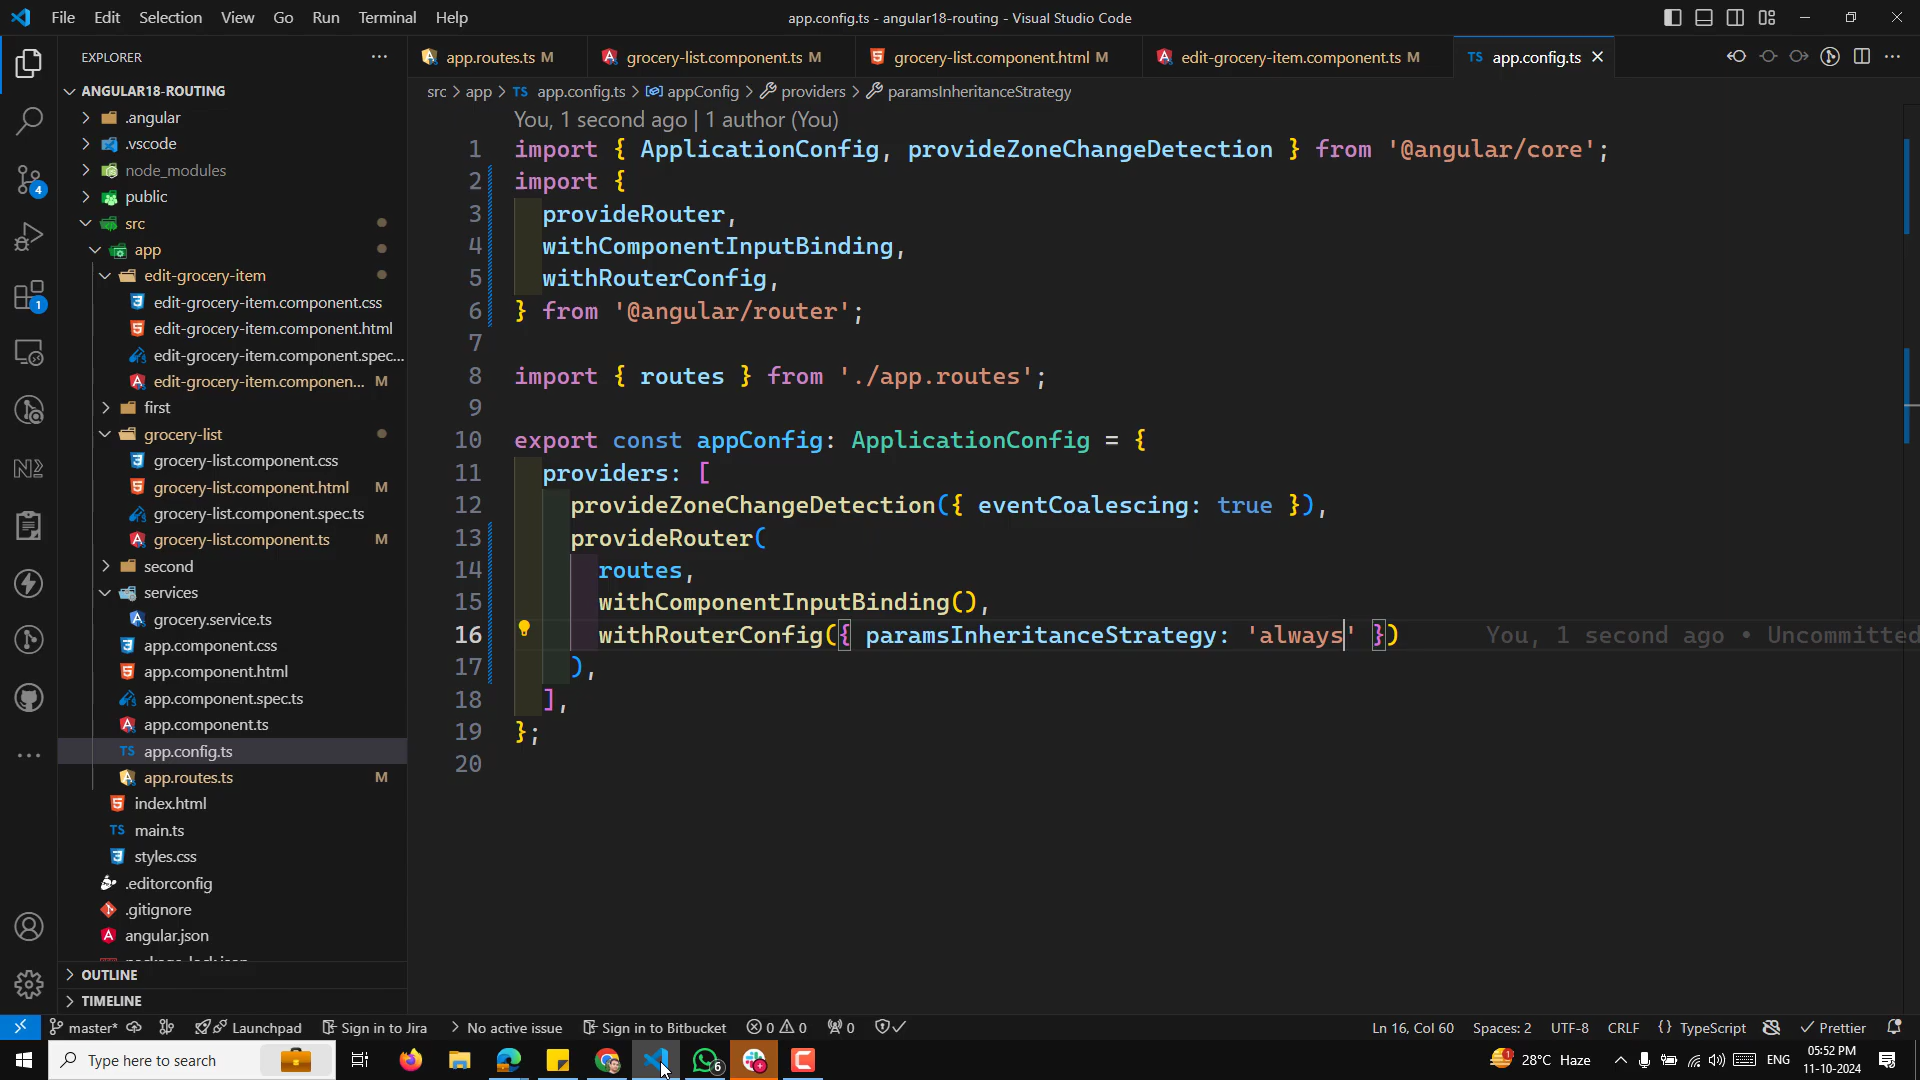 File Edit Selection View Go Run Terminal Help
app.config.ts - angular18-routing - Visual Studio Code
EXPLORER
ANGULAR18-ROUTING
.angular
.vscode
node_modules
public
src
app
edit-grocery-item
edit-grocery-item.component.css
edit-grocery-item.component.html
edit-grocery-item.component.spec...
edit-grocery-item.componen... M
first
grocery-list
grocery-list.component.css
grocery-list.component.html M
grocery-list.component.spec.ts
grocery-list.component.ts M
second
services
grocery.service.ts
app.component.css
app.component.html
app.component.spec.ts
app.component.ts
TS app.config.ts
app.routes.ts M
index.html
TS main.ts
styles.css
.editorconfig
.gitignore
angular.json
OUTLINE
TIMELINE
4
1
app.routes.ts M
grocery-list.component.ts M
grocery-list.component.html M
edit-grocery-item.component.ts M
TS app.config.ts
src > app > TS app.config.ts > appConfig > providers > paramsInheritanceStrategy
You, 1 second ago | 1 author (You)
1 import { ApplicationConfig, provideZoneChangeDetection } from '@angular/core';
2 import {
3 provideRouter,
4 withComponentInputBinding,
5 withRouterConfig,
6 } from '@angular/router';
7
8 import { routes } from './app.routes';
9
10 export const appConfig: ApplicationConfig = {
11 providers: [
12 provideZoneChangeDetection({ eventCoalescing: true }),
13 provideRouter(
14 routes,
15 withComponentInputBinding(),
16 withRouterConfig({ paramsInheritanceStrategy: 'always' }) You, 1 second ago • Uncommitted
17 ),
18 ],
19 };
20
master* Launchpad Sign in to Jira No active issue Sign in to Bitbucket 0 0 0
Ln 16, Col 60 Spaces: 2 UTF-8 CRLF { } TypeScript Prettier
Type here to search
6
1
28°C Haze
ENG
05:52 PM
11-10-2024